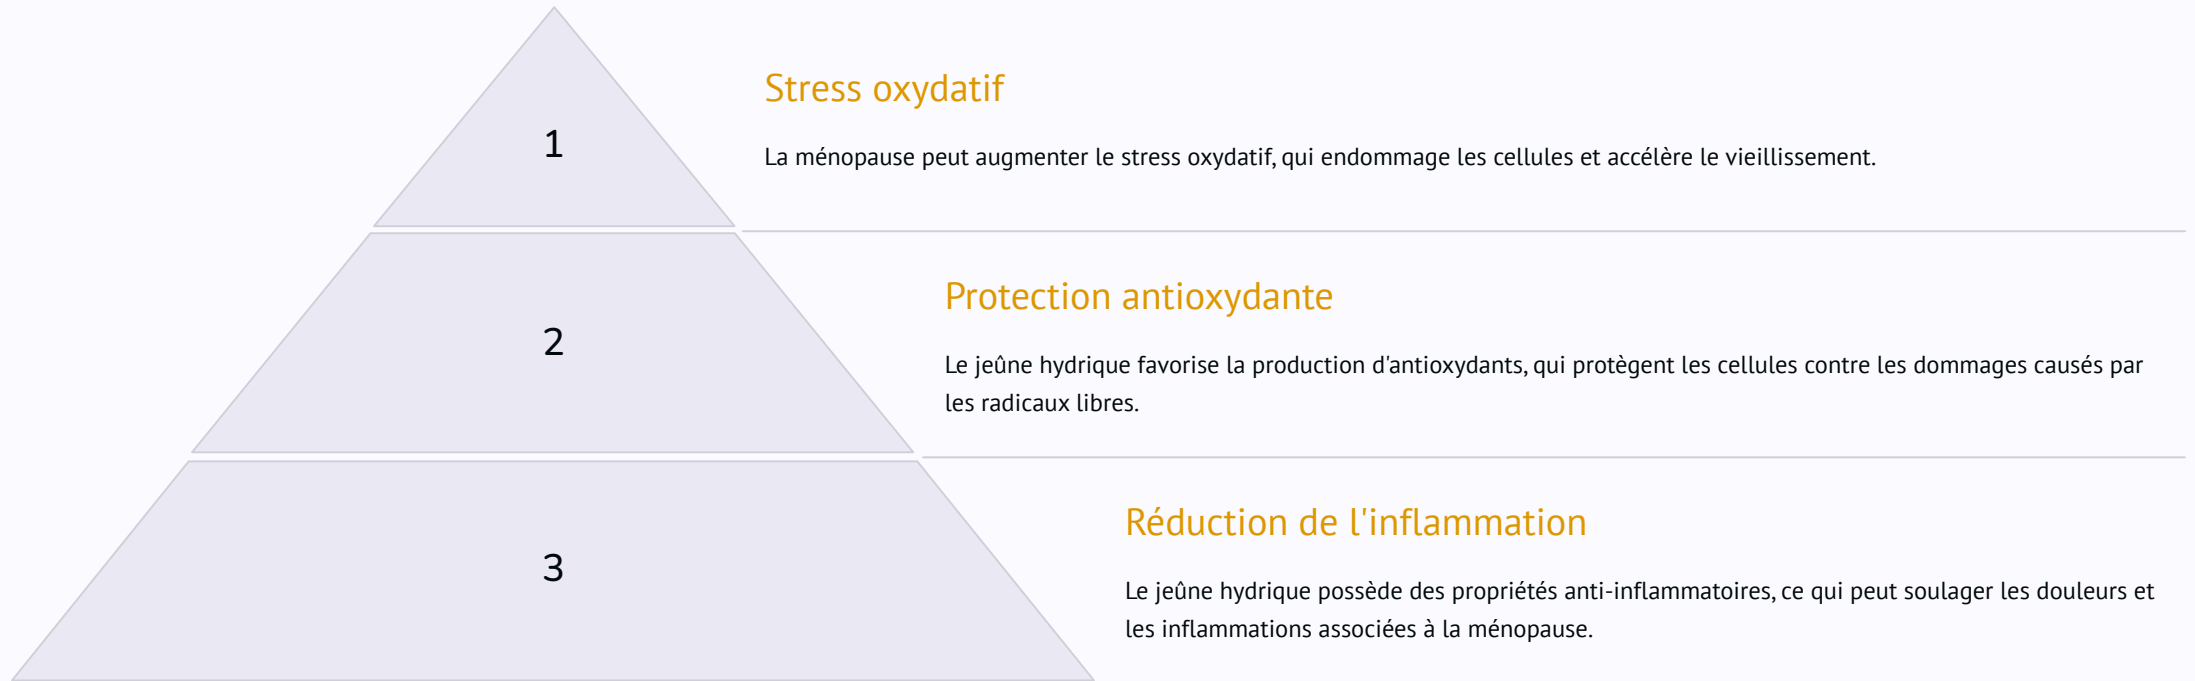 1
Stress oxydatif
La ménopause peut augmenter le stress oxydatif, qui endommage les cellules et accélère le vieillissement.
2
Protection antioxydante
Le jeûne hydrique favorise la production d'antioxydants, qui protègent les cellules contre les dommages causés par
les radicaux libres.
3
Réduction de l'inflammation
Le jeûne hydrique possède des propriétés anti-inflammatoires, ce qui peut soulager les douleurs et
les inflammations associées à la ménopause.